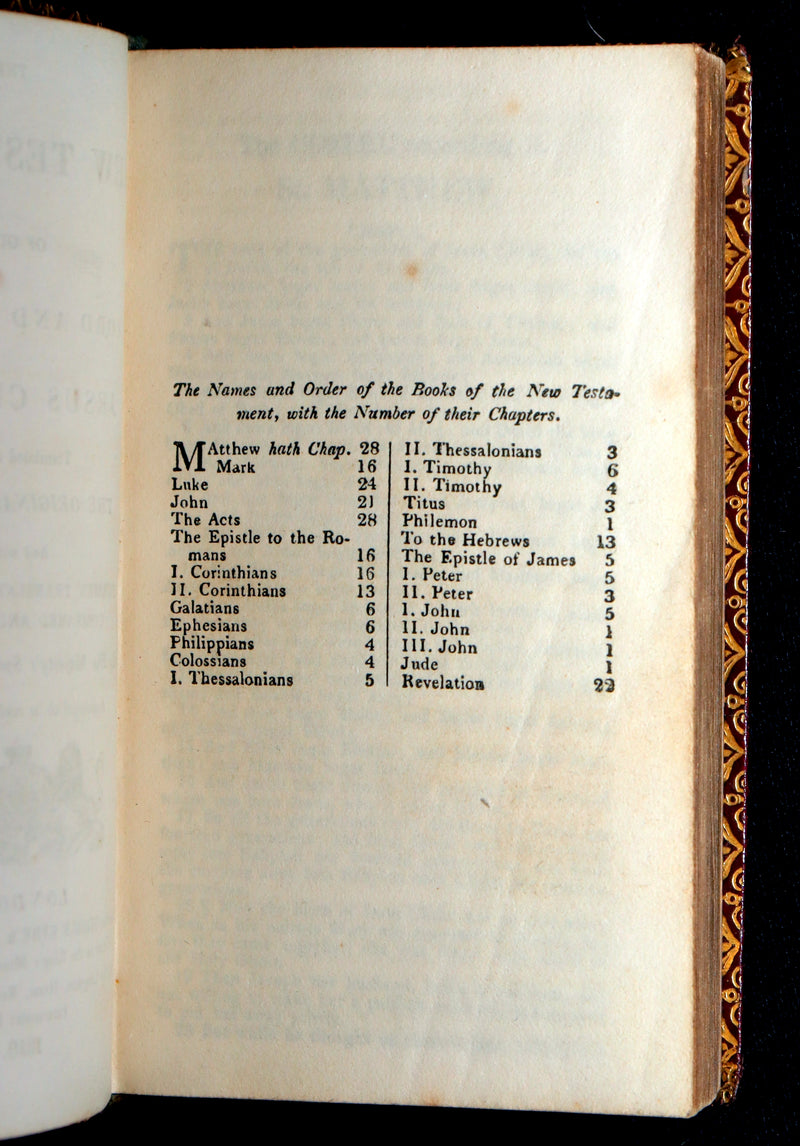 The Names and Order of the Books of the New Testa-
ment, with the Number of their Chapters.
MAtthew hath Chap. 28
Mark 16
Luke 24
John 21
The Acts 28
The Epistle to the Ro-
mans 16
I. Corinthians 16
II. Corinthians 13
Galatians 6
Ephesians 6
Philippians 4
Colossians 4
I. Thessalonians 5
II. Thessalonians 3
I. Timothy 6
II. Timothy 4
Titus 3
Philemon 1
To the Hebrews 13
The Epistle of James 5
I. Peter 5
II. Peter 3
I. John 5
II. John 1
III. John 1
Jude 1
Revelation 22